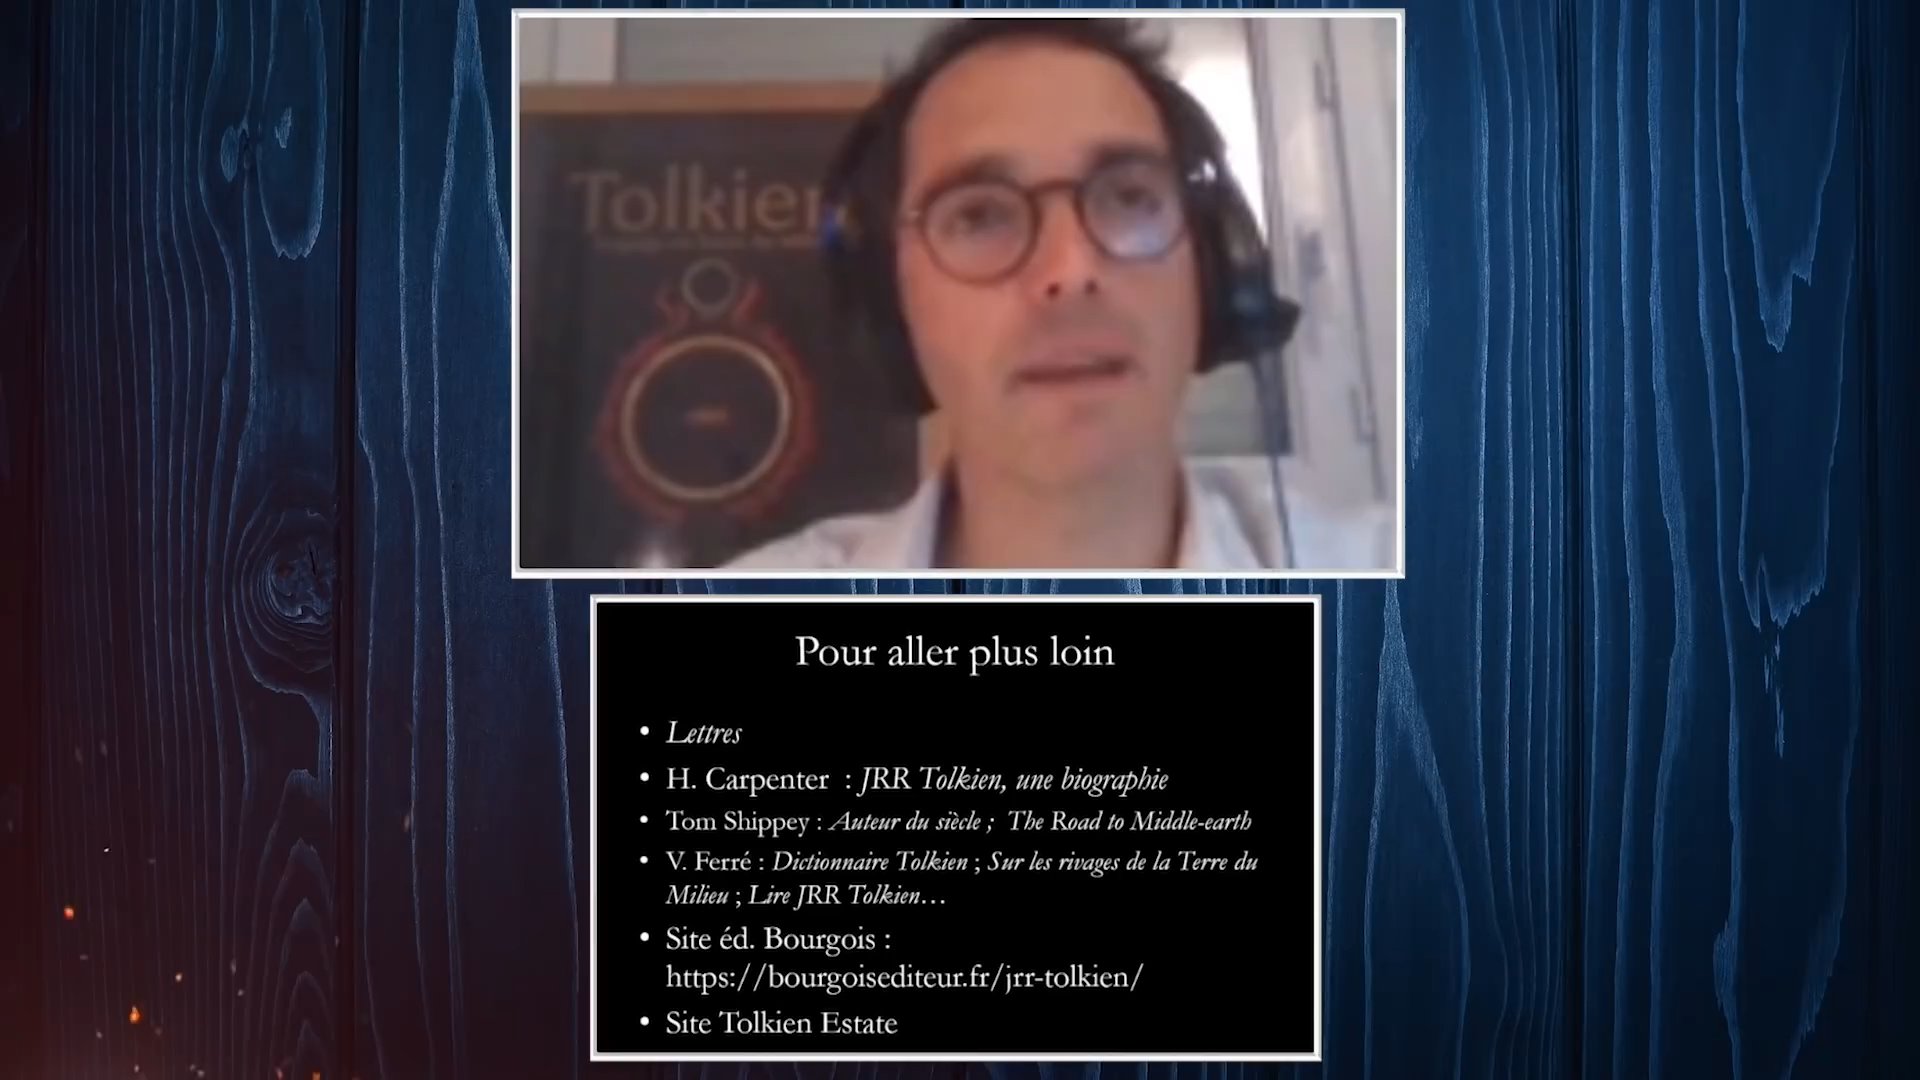 Tolkien
Pour aller plus loin
• Lettres
• H. Carpenter : JRR Tolkien, une biographie
• Tom Shippey : Auteur du siècle ; The Road to Middle-earth
• V. Ferré : Dictionnaire Tolkien ; Sur les rivages de la Terre du
Milieu ; Lire JRR Tolkien…
• Site éd. Bourgois :
https://bourgoisediteur.fr/jrr-tolkien/
• Site Tolkien Estate